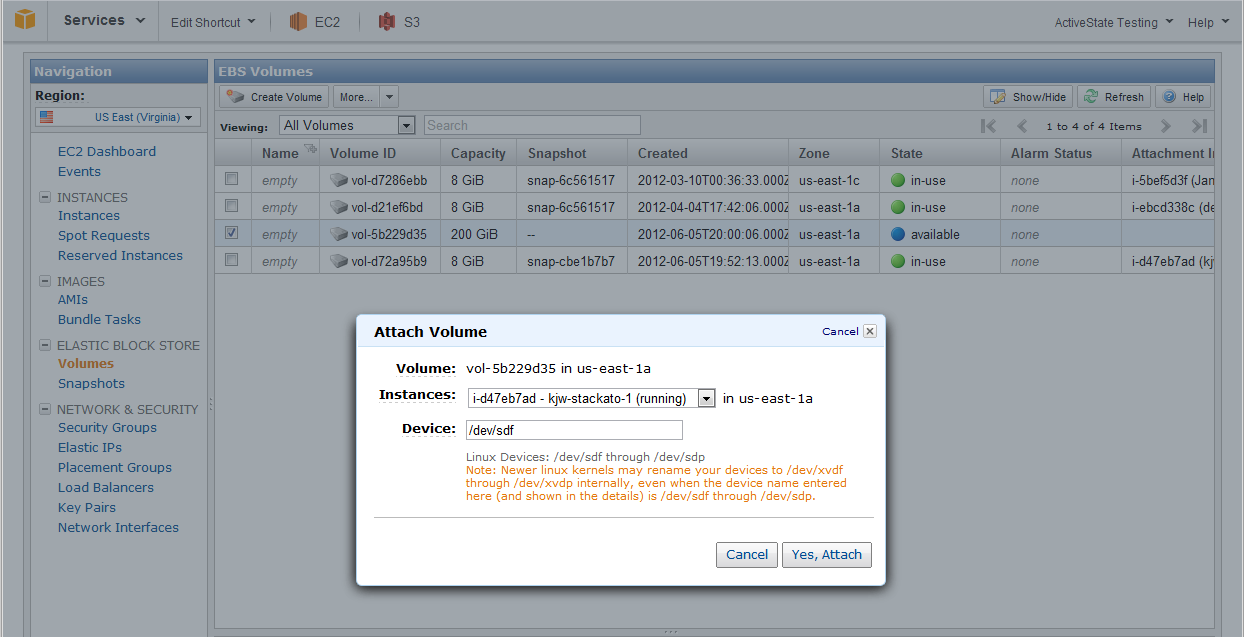 Services Edit Shortcut EC2 S3 ActiveState Testing Help
Navigation
Region:
US East (Virginia)
EC2 Dashboard
Events
INSTANCES
Instances
Spot Requests
Reserved Instances
IMAGES
AMIs
Bundle Tasks
ELASTIC BLOCK STORE
Volumes
Snapshots
NETWORK & SECURITY
Security Groups
Elastic IPs
Placement Groups
Load Balancers
Key Pairs
Network Interfaces
EBS Volumes
Create Volume More... Show/Hide Refresh Help
Viewing: All Volumes Search 1 to 4 of 4 Items
Name Volume ID Capacity Snapshot Created Zone State Alarm Status Attachment I
empty vol-d7286ebb 8 GiB snap-6c561517 2012-03-10T00:36:33.000Z us-east-1c in-use none i-5bef5d3f (Jan
empty vol-d21ef6bd 8 GiB snap-6c561517 2012-04-04T17:42:06.000Z us-east-1a in-use none i-ebcd338c (de
empty vol-5b229d35 200 GiB -- 2012-06-05T20:00:06.000Z us-east-1a available none
empty vol-d72a95b9 8 GiB snap-cbe1b7b7 2012-06-05T19:52:13.000Z us-east-1a in-use none i-d47eb7ad (kj
Attach Volume Cancel
Volume: vol-5b229d35 in us-east-1a
Instances: i-d47eb7ad - kjw-stackato-1 (running) in us-east-1a
Device: /dev/sdf
Linux Devices: /dev/sdf through /dev/sdp
Note: Newer linux kernels may rename your devices to /dev/xvdf
through /dev/xvdp internally, even when the device name entered
here (and shown in the details) is /dev/sdf through /dev/sdp.
Cancel Yes, Attach